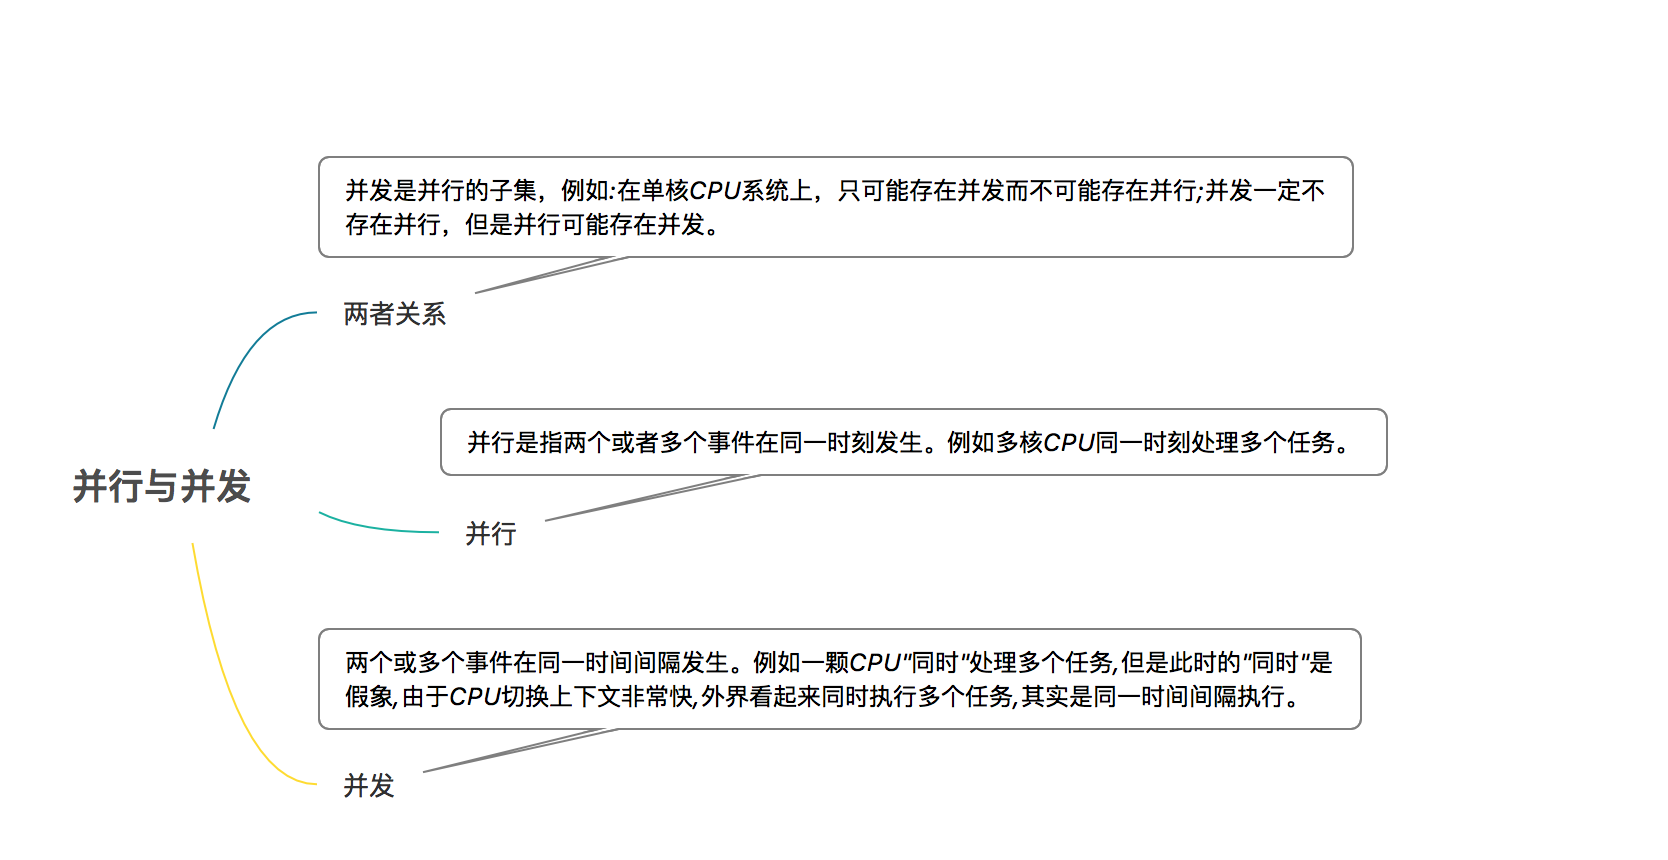 并发是并行的子集，例如:在单核CPU系统上，只可能存在并发而不可能存在并行;并发一定不
存在并行，但是并行可能存在并发。
两者关系
并行是指两个或者多个事件在同一时刻发生。例如多核CPU同一时刻处理多个任务。
并行与并发
并行
两个或多个事件在同一时间间隔发生。例如一颗CPU"同时"处理多个任务,但是此时的"同时"是
假象,由于CPU切换上下文非常快,外界看起来同时执行多个任务,其实是同一时间间隔执行。
并发